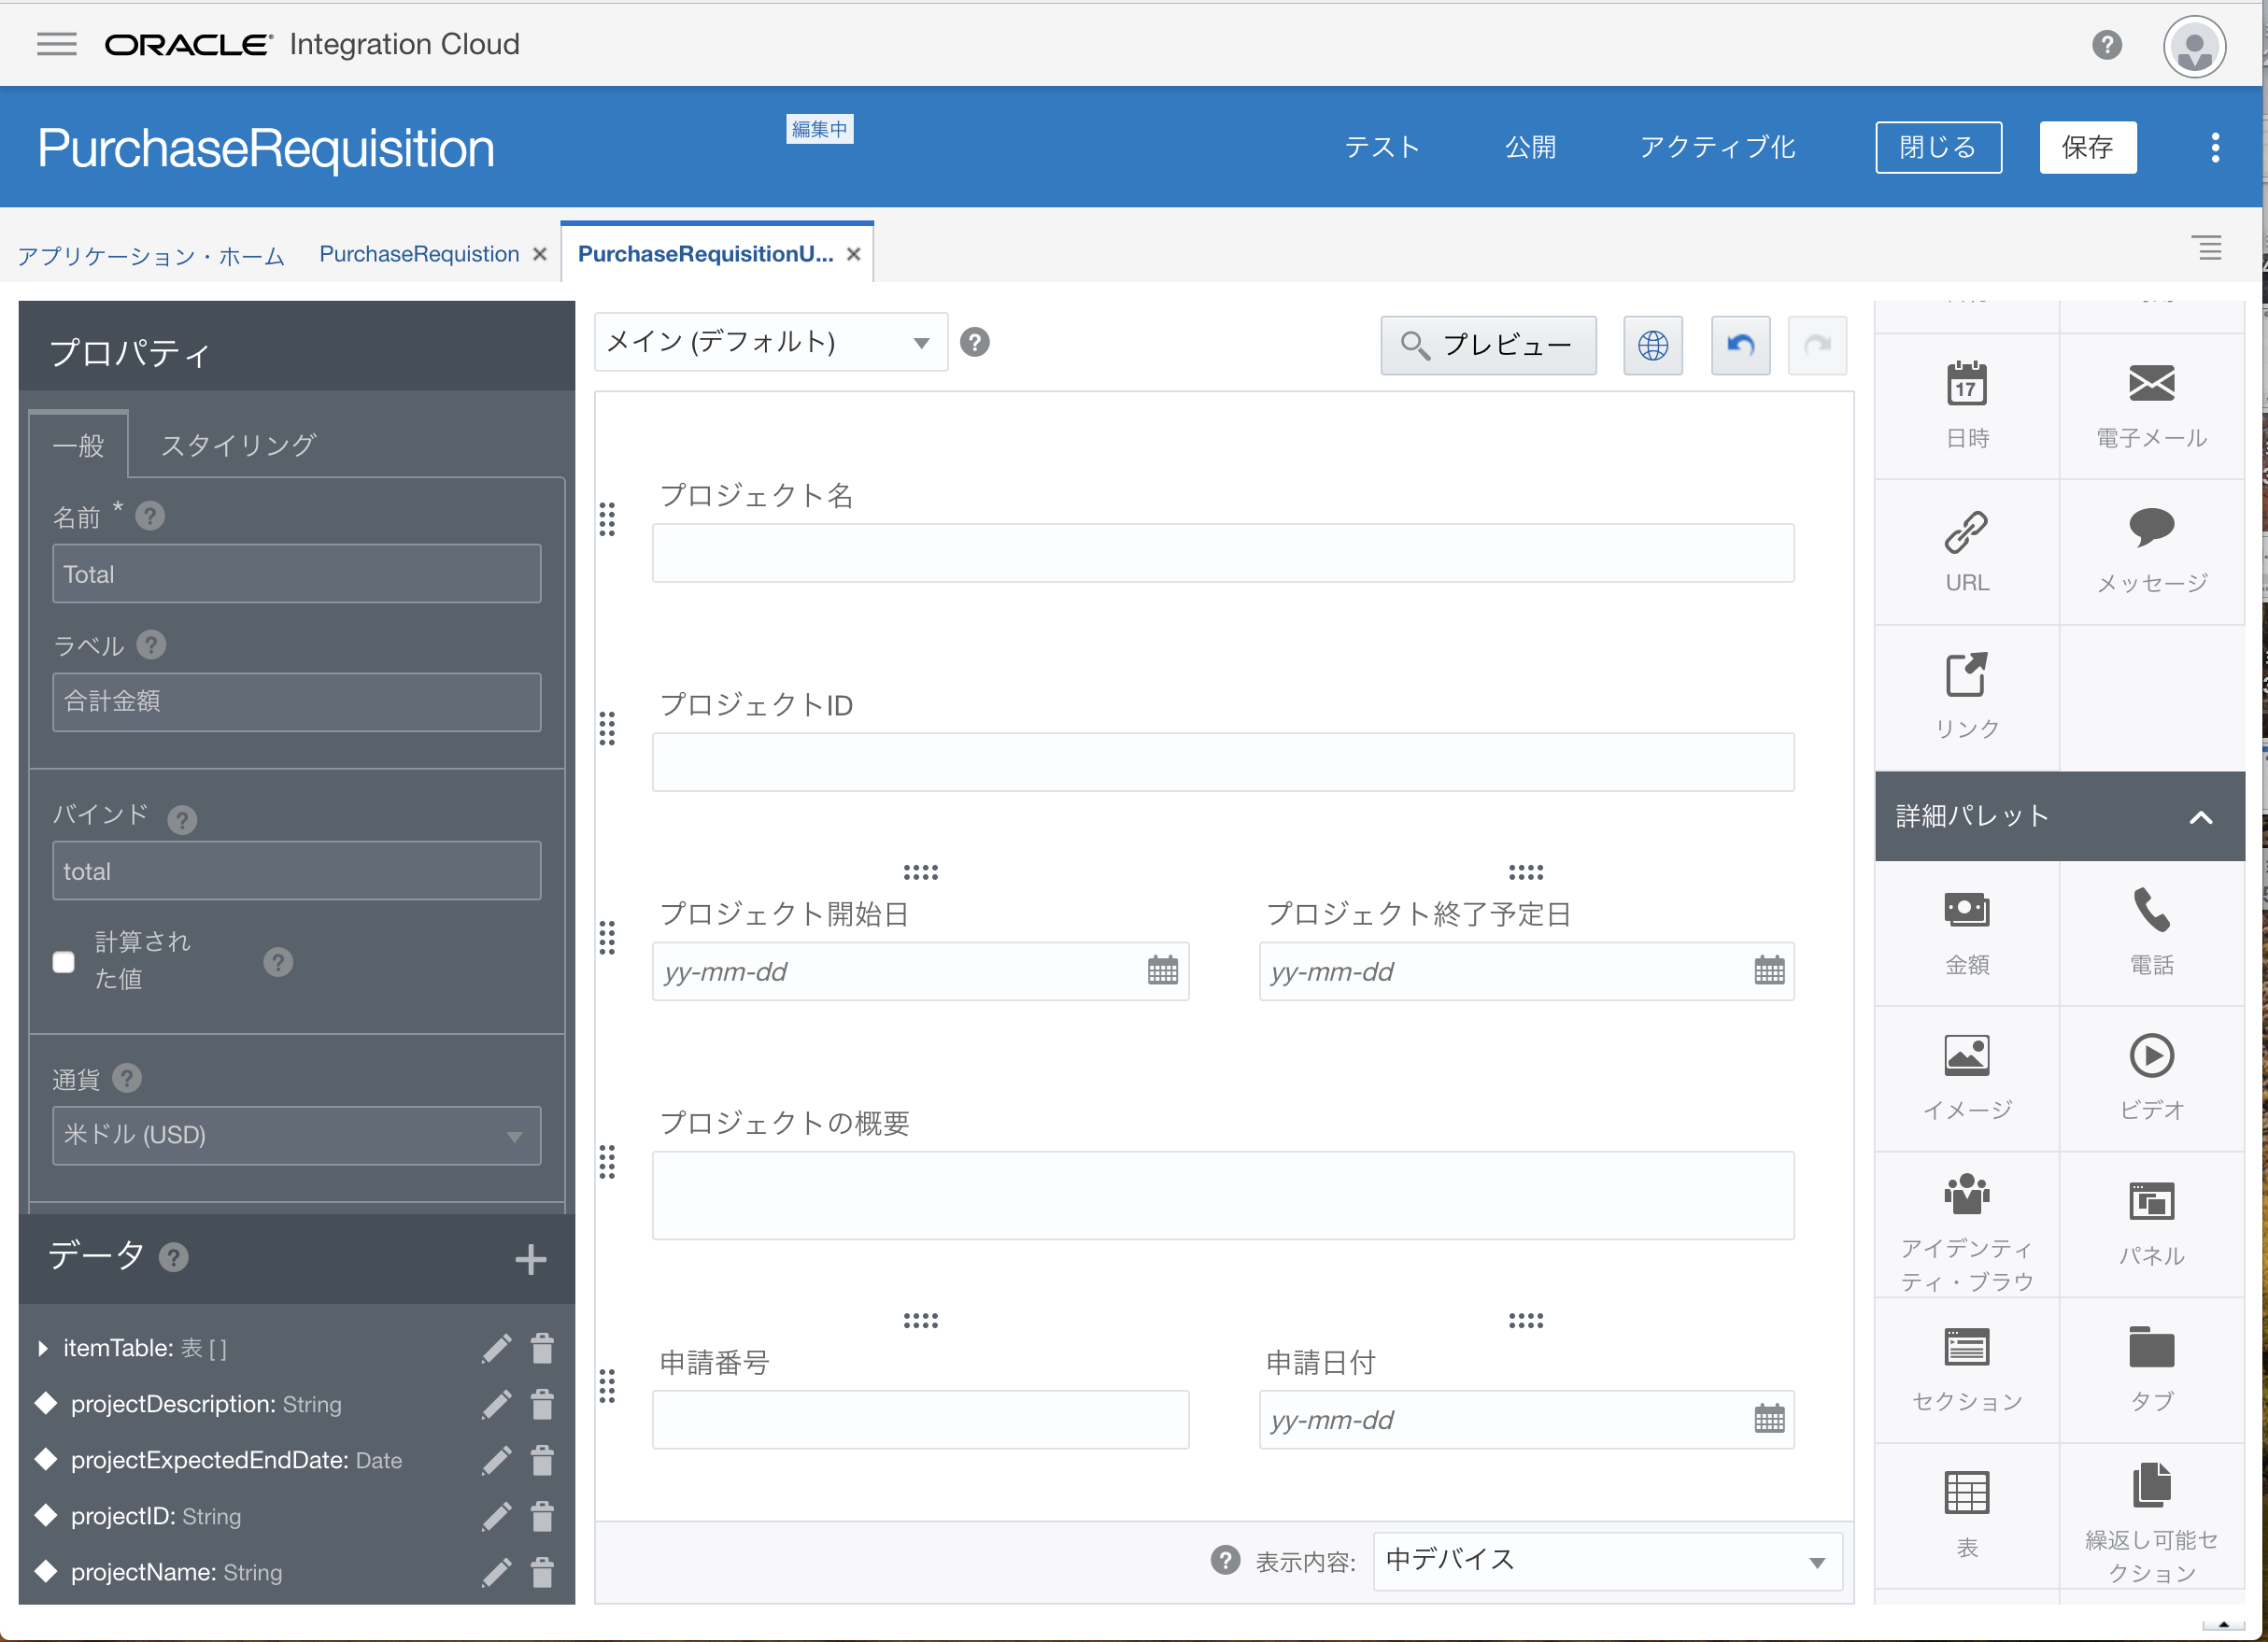 ORACLE® Integration Cloud
?
PurchaseRequisition
編集中
テスト
公開
アクティブ化
閉じる
保存
アプリケーション・ホーム
PurchaseRequistion
PurchaseRequisitionU...
プロパティ
一般
スタイリング
名前 * ?
Total
ラベル ?
合計金額
バインド ?
total
計算され
た値 ?
通貨 ?
米ドル (USD)
データ ?
itemTable: 表 [ ]
projectDescription: String
projectExpectedEndDate: Date
projectID: String
projectName: String
メイン (デフォルト)
?
プレビュー
プロジェクト名
プロジェクトID
プロジェクト開始日
yy-mm-dd
プロジェクト終了予定日
yy-mm-dd
プロジェクトの概要
申請番号
申請日付
yy-mm-dd
? 表示内容:
中デバイス
17
日時
電子メール
URL
メッセージ
リンク
詳細パレット
金額
電話
イメージ
ビデオ
アイデンティ
ティ・ブラウ
パネル
セクション
タブ
表
繰返し可能セ
クション